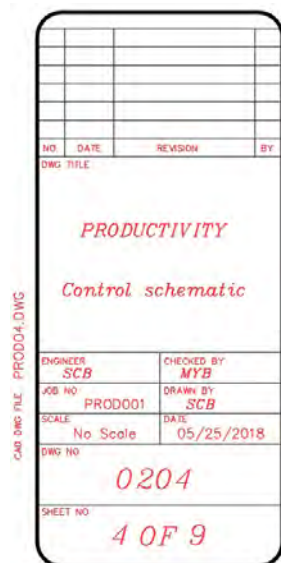 NO. DATE REVISION BY
DWG TITLE
PRODUCTIVITY
Control schematic
ENGINEER CHECKED BY
SCB MYB
JOB NO DRAWN BY
PROD001 SCB
SCALE DATE
No Scale 05/25/2018
DWG NO
0204
SHEET NO
4 OF 9
CAD DWG FILE PROD04.DWG